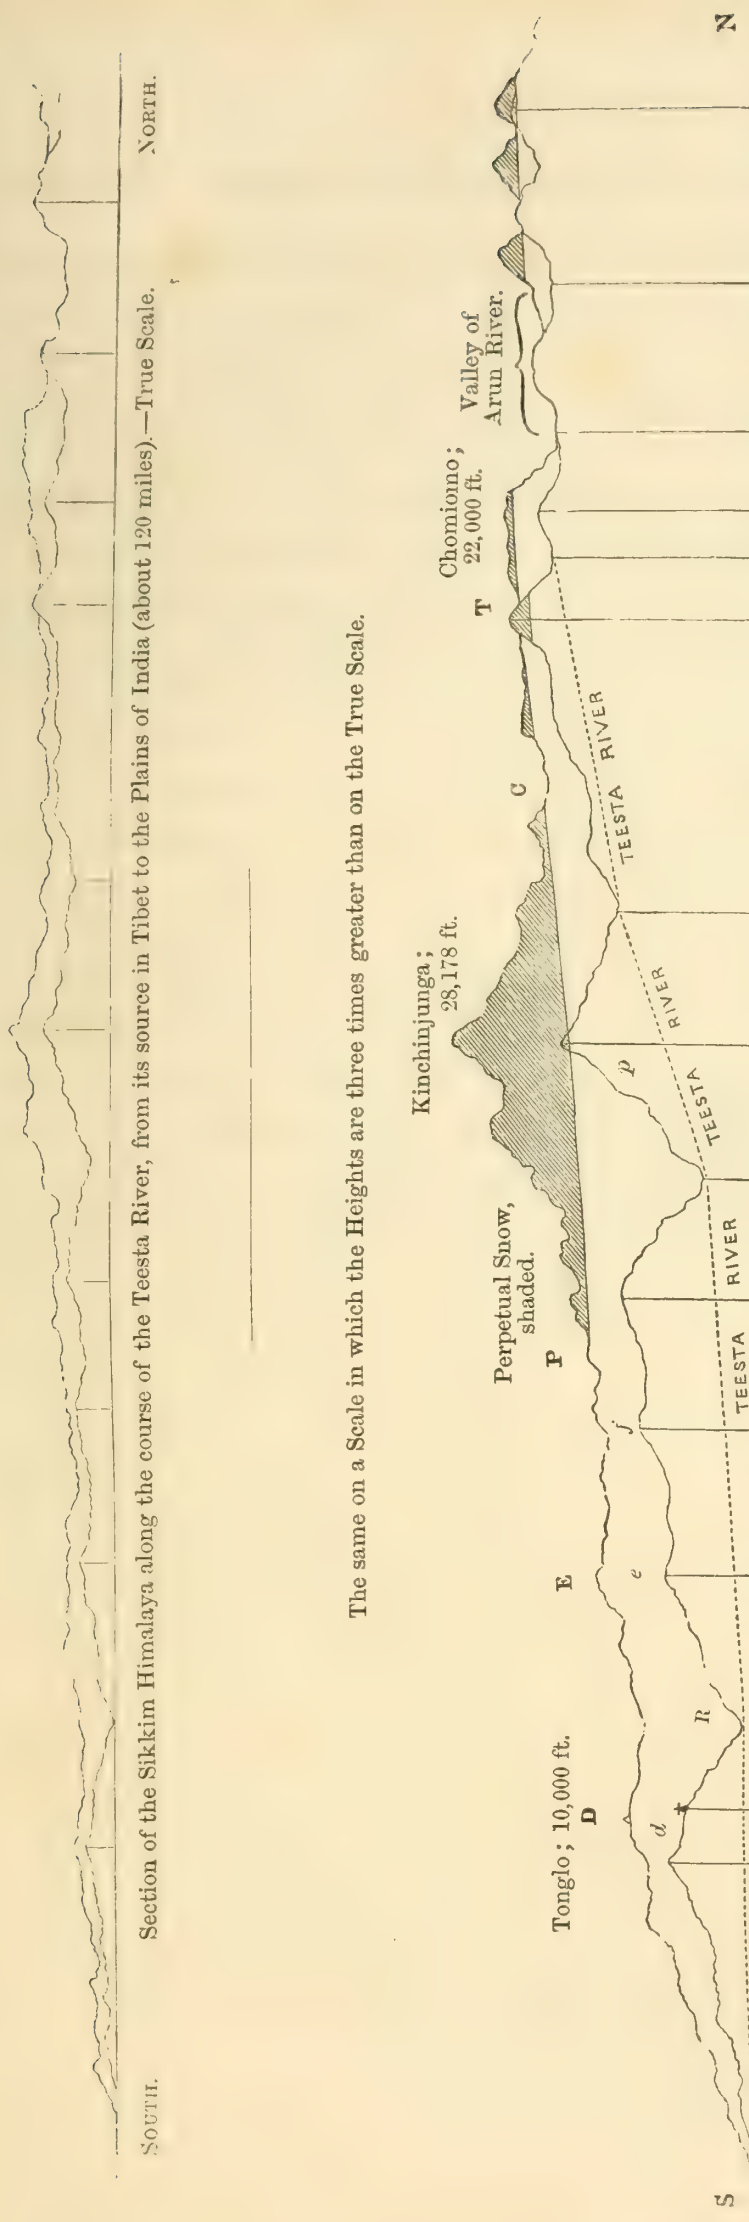 SOUTH.
NORTH.
Section of the Sikkim Himalaya along the course of the Teesta River, from its source in Tibet to the Plains of India (about 120 miles).—True Scale.
The same on a Scale in which the Heights are three times greater than on the True Scale.
Kinchinjunga;
28,178 ft.
Chomiomo;
22,000 ft.
Valley of
Arun River.
Perpetual Snow,
shaded.
Tonglo; 10,000 ft.
D
E
P
C
T
d
R
e
j
p
TEESTA RIVER
TEESTA RIVER
TEESTA RIVER
S
N